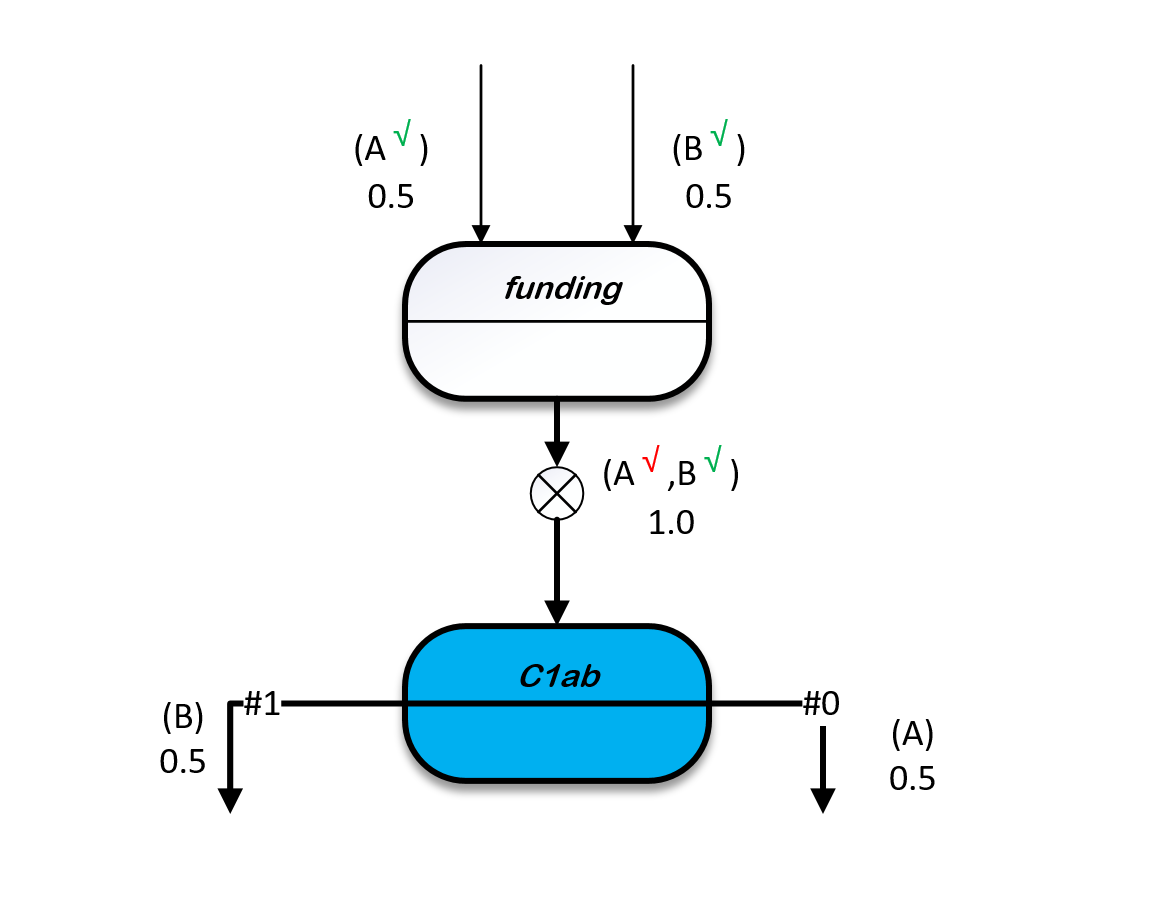 (A √ )
0.5
(B √ )
0.5
funding
(A √ ,B √ )
1.0
C1ab
#1
#0
(B)
0.5
(A)
0.5